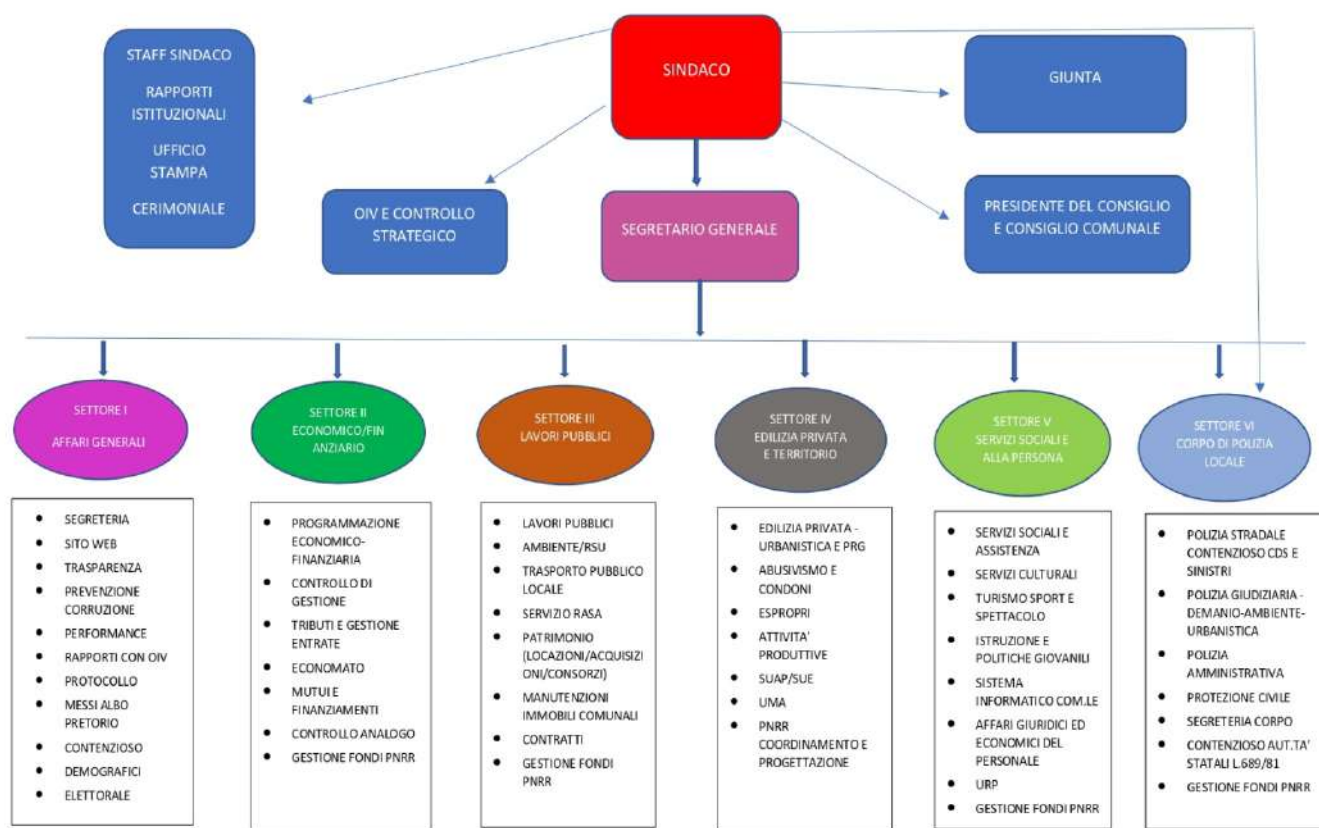 STAFF SINDACO
RAPPORTI
ISTITUZIONALI
UFFICIO
STAMPA
CERIMONIALE
SINDACO
GIUNTA
OIV E CONTROLLO
STRATEGICO
SEGRETARIO GENERALE
PRESIDENTE DEL CONSIGLIO
E CONSIGLIO COMUNALE
SETTORE I
AFFARI GENERALI
SETTORE II
ECONOMICO/FIN
ANZIARIO
SETTORE III
LAVORI PUBBLICI
SETTORE IV
EDILIZIA PRIVATA
E TERRITORIO
SETTORE V
SERVIZI SOCIALI E
ALLA PERSONA
SETTORE VI
CORPO DI POLIZIA
LOCALE
• SEGRETERIA
• SITO WEB
• TRASPARENZA
• PREVENZIONE
CORRUZIONE
• PERFORMANCE
• RAPPORTI CON OIV
• PROTOCOLLO
• MESSI ALBO
PRETORIO
• CONTENZIOSO
• DEMOGRAFICI
• ELETTORALE
• PROGRAMMAZIONE
ECONOMICO-
FINANZIARIA
• CONTROLLO DI
GESTIONE
• TRIBUTI E GESTIONE
ENTRATE
• ECONOMATO
• MUTUI E
FINANZIAMENTI
• CONTROLLO ANALOGO
• GESTIONE FONDI PNRR
• LAVORI PUBBLICI
• AMBIENTE/RSU
• TRASPORTO PUBBLICO
LOCALE
• SERVIZIO RASA
• PATRIMONIO
(LOCAZIONI/ACQUISIZI
ONI/CONSORZI)
• MANUTENZIONI
IMMOBILI COMUNALI
• CONTRATTI
• GESTIONE FONDI
PNRR
• EDILIZIA PRIVATA -
URBANISTICA E PRG
• ABUSIVISMO E
CONDONI
• ESPROPRI
• ATTIVITA'
PRODUTTIVE
• SUAP/SUE
• UMA
• PNRR
COORDINAMENTO E
PROGETTAZIONE
• SERVIZI SOCIALI E
ASSISTENZA
• SERVIZI CULTURALI
• TURISMO SPORT E
SPETTACOLO
• ISTRUZIONE E
POLITICHE GIOVANILI
• SISTEMA
INFORMATICO COM.LE
• AFFARI GIURIDICI ED
ECONOMICI DEL
PERSONALE
• URP
• GESTIONE FONDI PNRR
• POLIZIA STRADALE
CONTENZIOSO CDS E
SINISTRI
• POLIZIA GIUDIZIARIA -
DEMANIO-AMBIENTE-
URBANISTICA
• POLIZIA
AMMINISTRATIVA
• PROTEZIONE CIVILE
• SEGRETERIA CORPO
• CONTENZIOSO AUT.TA'
STATALI L.689/81
• GESTIONE FONDI PNRR